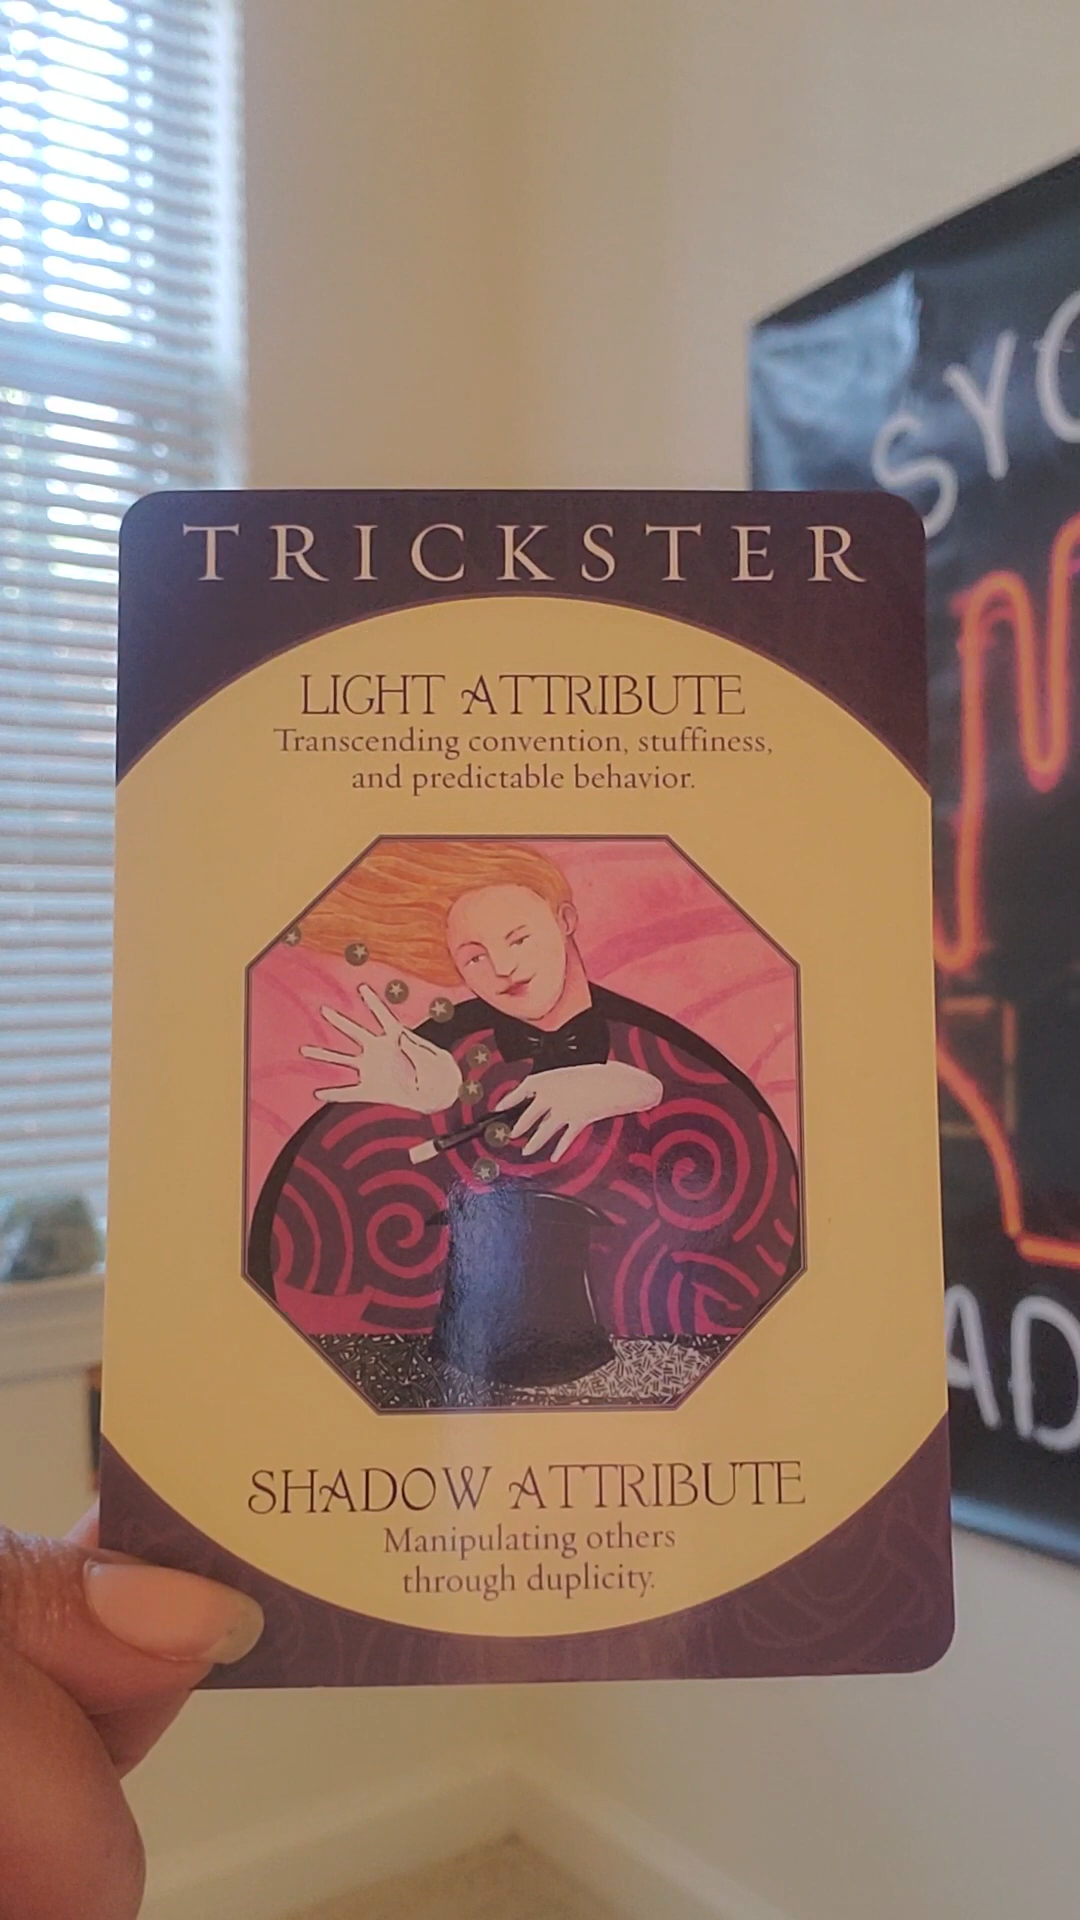 TRICKSTER
LIGHT ATTRIBUTE
Transcending convention, stuffiness,
and predictable behavior.
SHADOW ATTRIBUTE
Manipulating others
through duplicity.